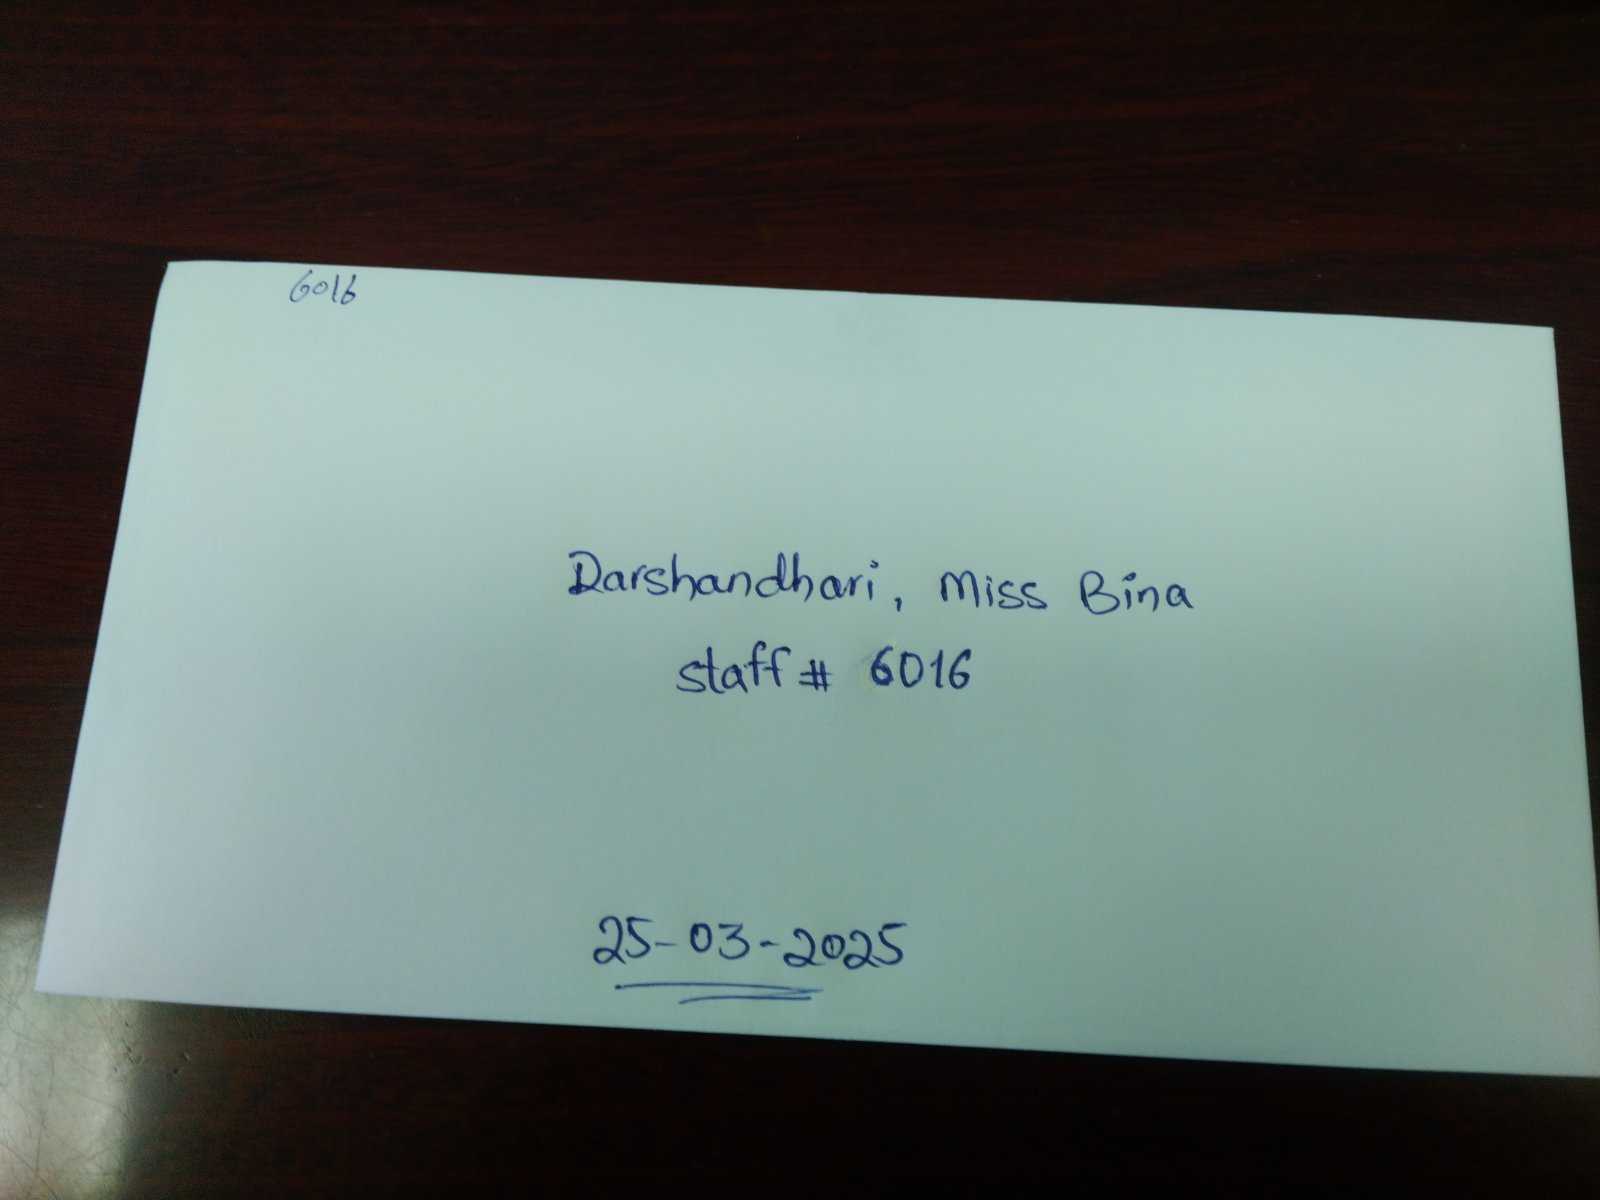 6016
Darshandhari, Miss Bina
staff # 6016
25-03-2025